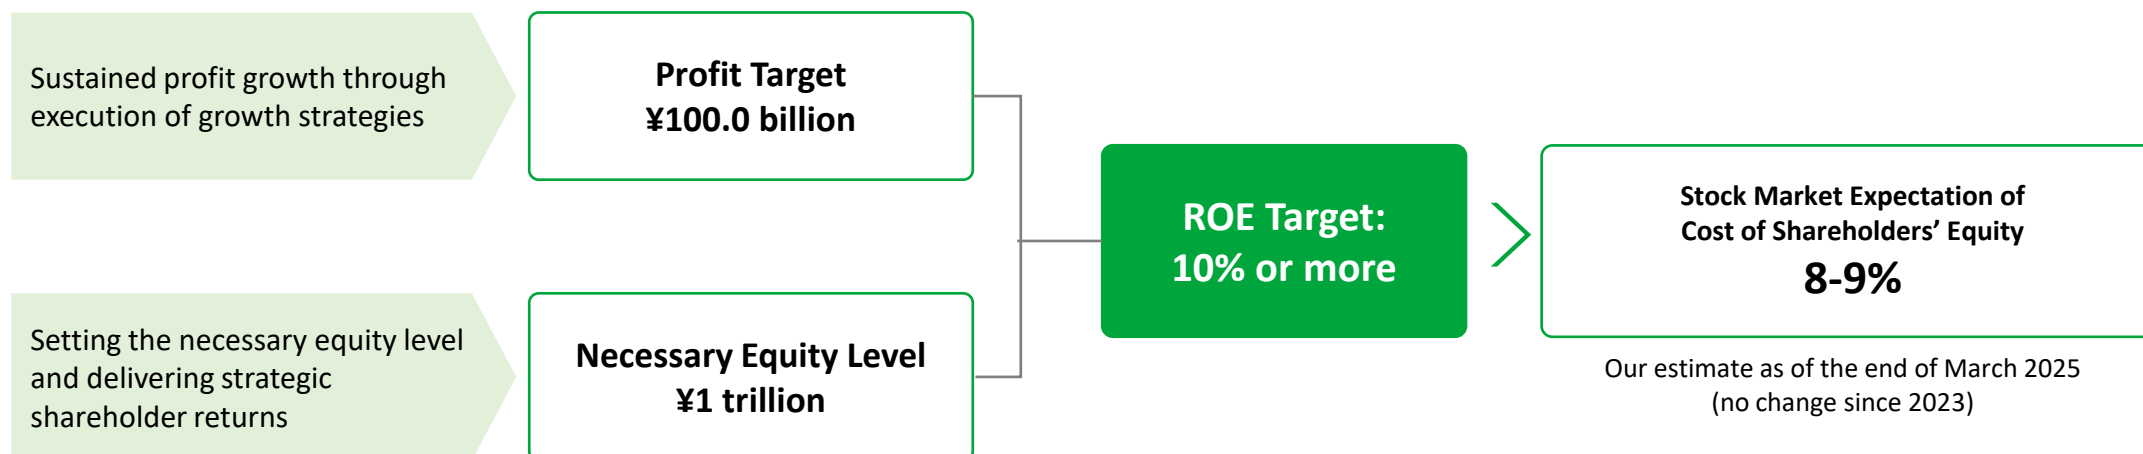 Sustained profit growth through
execution of growth strategies
Profit Target
¥100.0 billion
Setting the necessary equity level
and delivering strategic
shareholder returns
Necessary Equity Level
¥1 trillion
ROE Target:
10% or more
Stock Market Expectation of
Cost of Shareholders’ Equity
8-9%
Our estimate as of the end of March 2025
(no change since 2023)